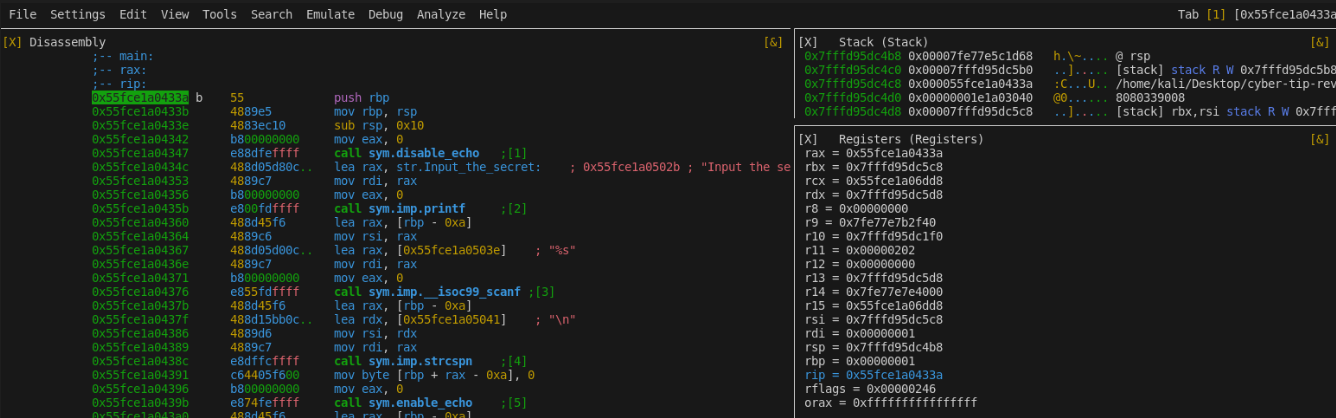 File Settings Edit View Tools Search Emulate Debug Analyze Help Tab [1] [0x55fce1a0433a
[X] Disassembly [&]
;-- main:
;-- rax:
;-- rip:
0x55fce1a0433a b 55 push rbp
0x55fce1a0433b 4889e5 mov rbp, rsp
0x55fce1a0433e 4883ec10 sub rsp, 0x10
0x55fce1a04342 b800000000 mov eax, 0
0x55fce1a04347 e88dfeffff call sym.disable_echo ;[1]
0x55fce1a0434c 488d05d80c.. lea rax, str.Input_the_secret: ; 0x55fce1a0502b ; "Input the se
0x55fce1a04353 4889c7 mov rdi, rax
0x55fce1a04356 b800000000 mov eax, 0
0x55fce1a0435b e800fdffff call sym.imp.printf ;[2]
0x55fce1a04360 488d45f6 lea rax, [rbp - 0xa]
0x55fce1a04364 4889c6 mov rsi, rax
0x55fce1a04367 488d05d00c.. lea rax, [0x55fce1a0503e] ; "%s"
0x55fce1a0436e 4889c7 mov rdi, rax
0x55fce1a04371 b800000000 mov eax, 0
0x55fce1a04376 e855fdffff call sym.imp.__isoc99_scanf ;[3]
0x55fce1a0437b 488d45f6 lea rax, [rbp - 0xa]
0x55fce1a0437f 488d15bb0c.. lea rdx, [0x55fce1a05041] ; "\n"
0x55fce1a04386 4889d6 mov rsi, rdx
0x55fce1a04389 4889c7 mov rdi, rax
0x55fce1a0438c e8dffcffff call sym.imp.strcspn ;[4]
0x55fce1a04391 c64405f600 mov byte [rbp + rax - 0xa], 0
0x55fce1a04396 b800000000 mov eax, 0
0x55fce1a0439b e874feffff call sym.enable_echo ;[5]
0x55fce1a043a0 488d45f6 lea rax, [rbp - 0xa]
[X] Stack (Stack) [&]
0x7fffd95dc4b8 0x00007fe77e5c1d68 h.\~.... @ rsp
0x7fffd95dc4c0 0x00007fffd95dc5b0 ..]..... [stack] stack R W 0x7fffd95dc5b8
0x7fffd95dc4c8 0x000055fce1a0433a :C...U.. /home/kali/Desktop/cyber-tip-rev
0x7fffd95dc4d0 0x00000001e1a03040 @0...... 8080339008
0x7fffd95dc4d8 0x00007fffd95dc5c8 ..]..... [stack] rbx,rsi stack R W 0x7fff
[X] Registers (Registers) [&]
rax = 0x55fce1a0433a
rbx = 0x7fffd95dc5c8
rcx = 0x55fce1a06dd8
rdx = 0x7fffd95dc5d8
r8 = 0x00000000
r9 = 0x7fe77e7b2f40
r10 = 0x7fffd95dc1f0
r11 = 0x00000202
r12 = 0x00000000
r13 = 0x7fffd95dc5d8
r14 = 0x7fe77e7e4000
r15 = 0x55fce1a06dd8
rsi = 0x7fffd95dc5c8
rdi = 0x00000001
rsp = 0x7fffd95dc4b8
rbp = 0x00000001
rip = 0x55fce1a0433a
rflags = 0x00000246
orax = 0xffffffffffffffff